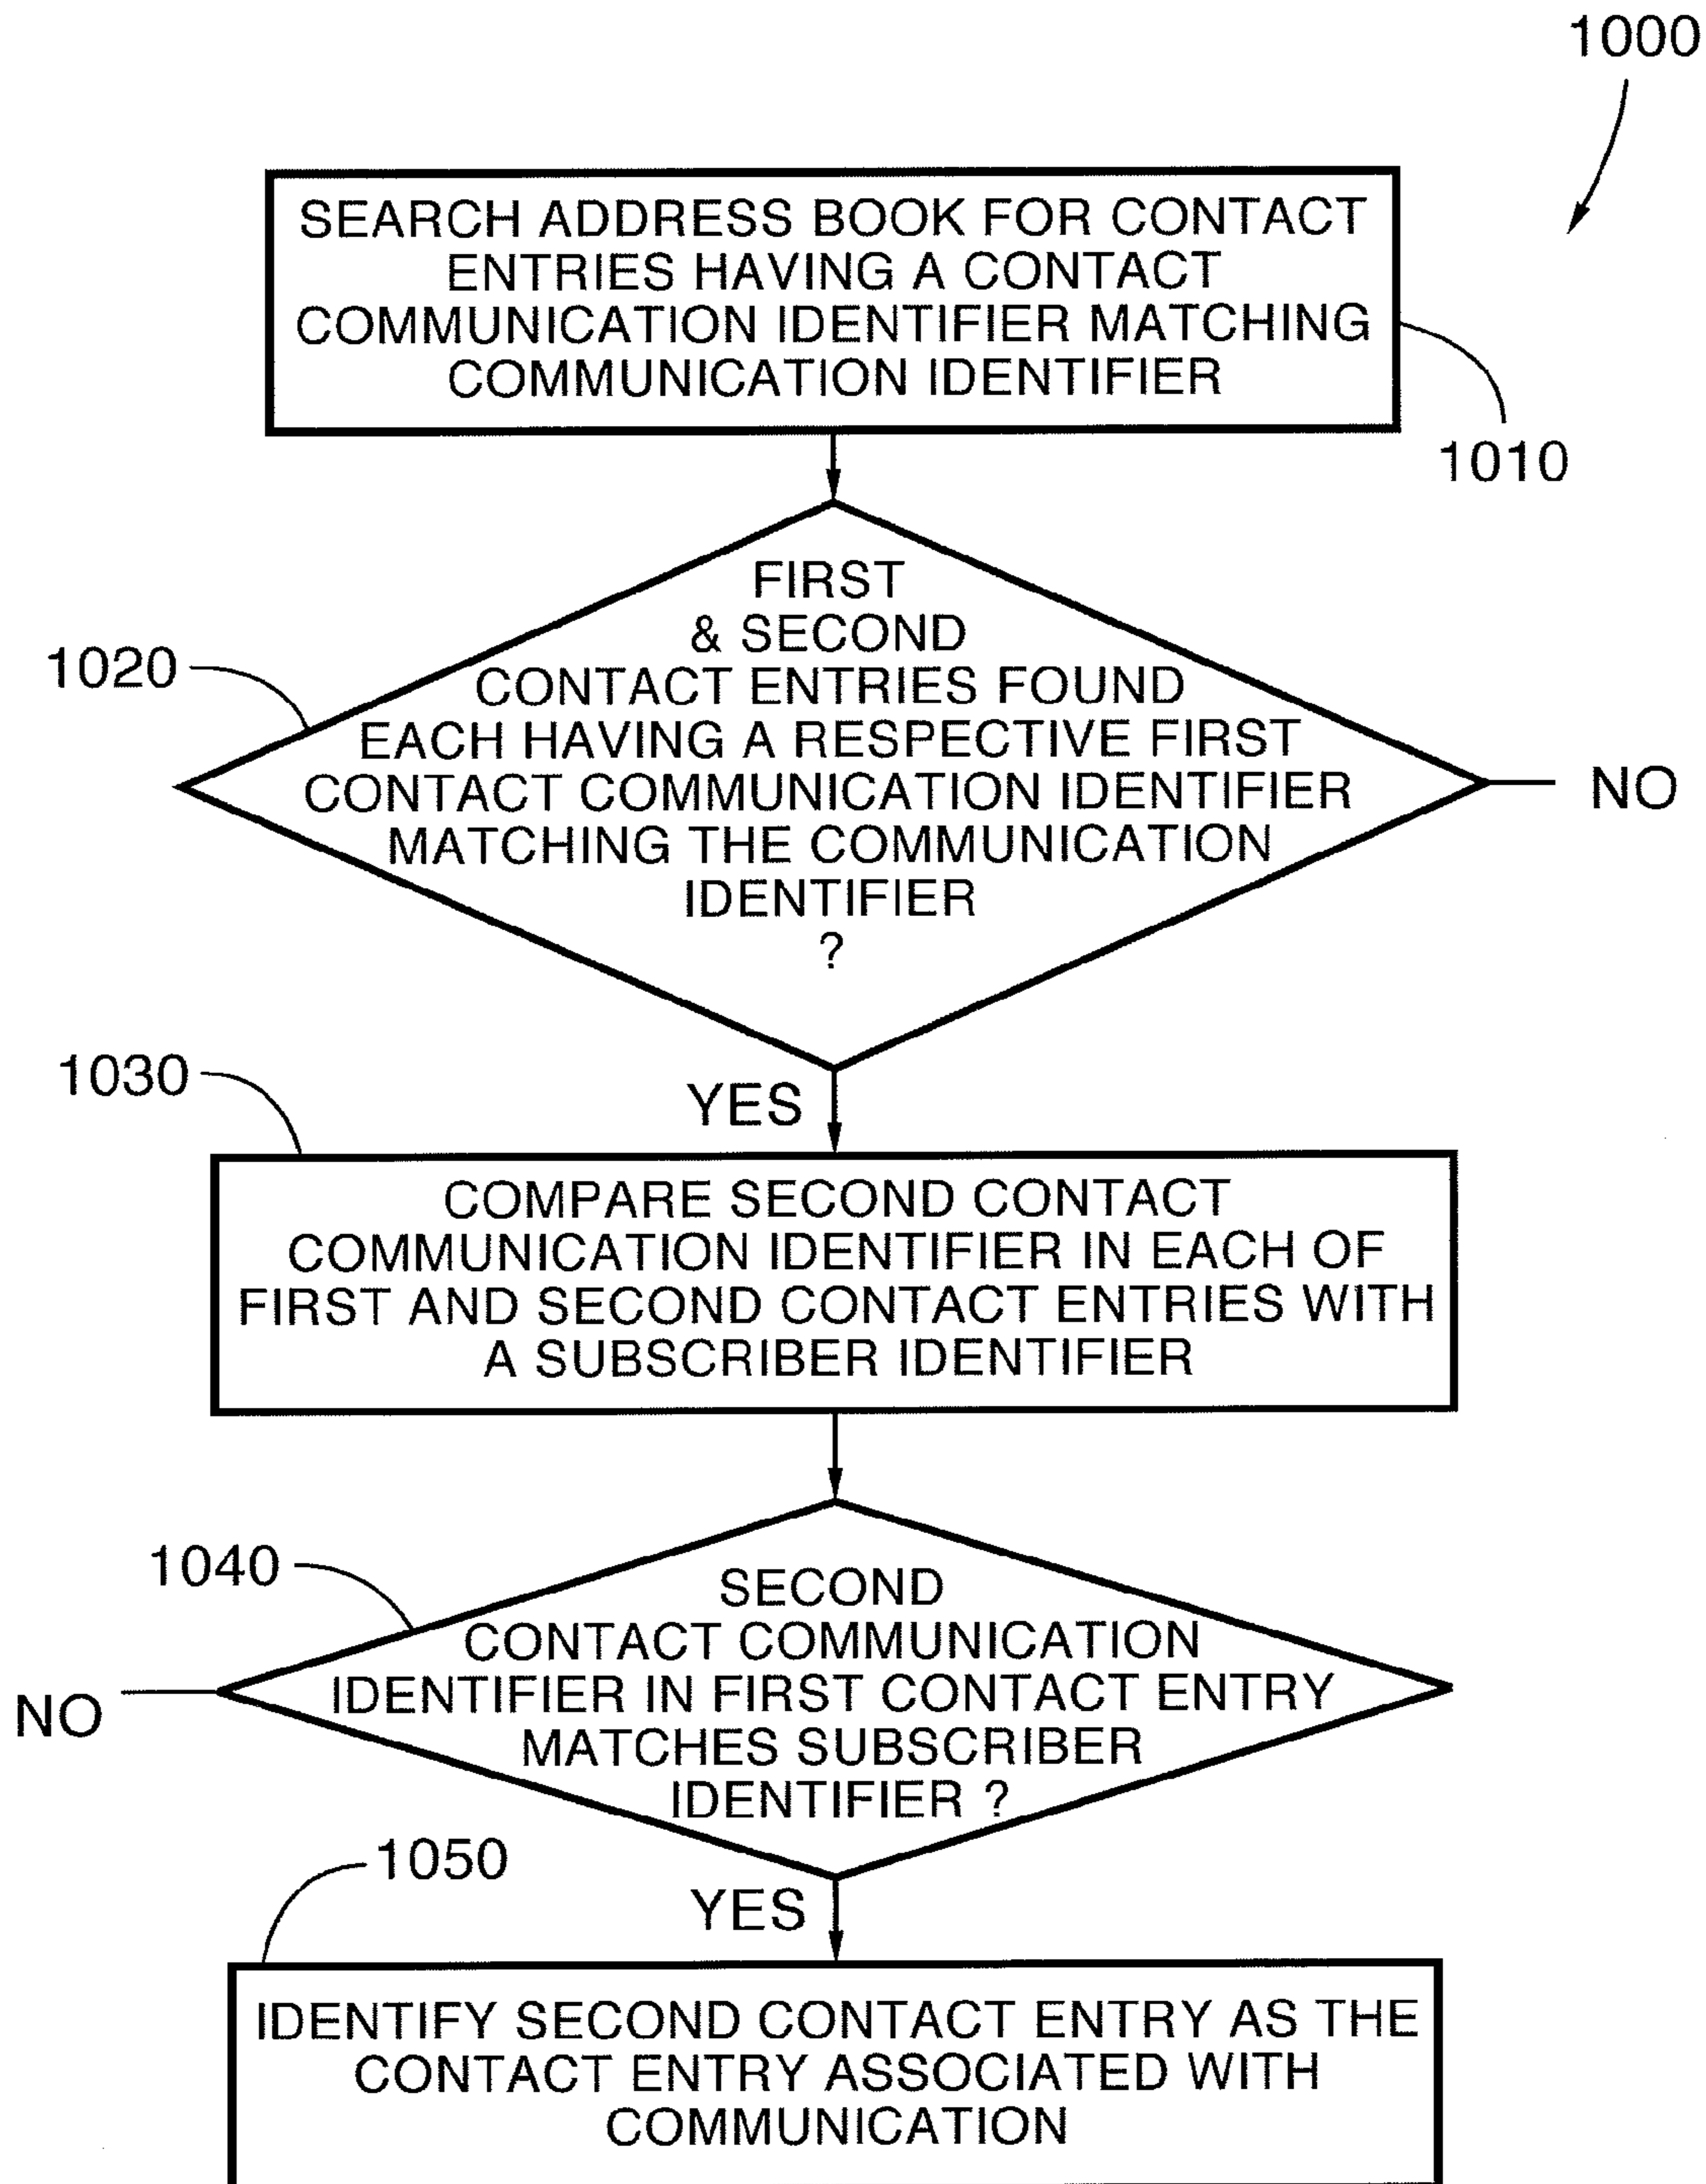 1000
SEARCH ADDRESS BOOK FOR CONTACT
ENTRIES HAVING A CONTACT
COMMUNICATION IDENTIFIER MATCHING
COMMUNICATION IDENTIFIER
1010
FIRST
& SECOND
CONTACT ENTRIES FOUND
EACH HAVING A RESPECTIVE FIRST
CONTACT COMMUNICATION IDENTIFIER
MATCHING THE COMMUNICATION
IDENTIFIER
?
1020
NO
YES
1030
COMPARE SECOND CONTACT
COMMUNICATION IDENTIFIER IN EACH OF
FIRST AND SECOND CONTACT ENTRIES WITH
A SUBSCRIBER IDENTIFIER
1040
SECOND
CONTACT COMMUNICATION
IDENTIFIER IN FIRST CONTACT ENTRY
MATCHES SUBSCRIBER
IDENTIFIER ?
NO
YES
1050
IDENTIFY SECOND CONTACT ENTRY AS THE
CONTACT ENTRY ASSOCIATED WITH
COMMUNICATION